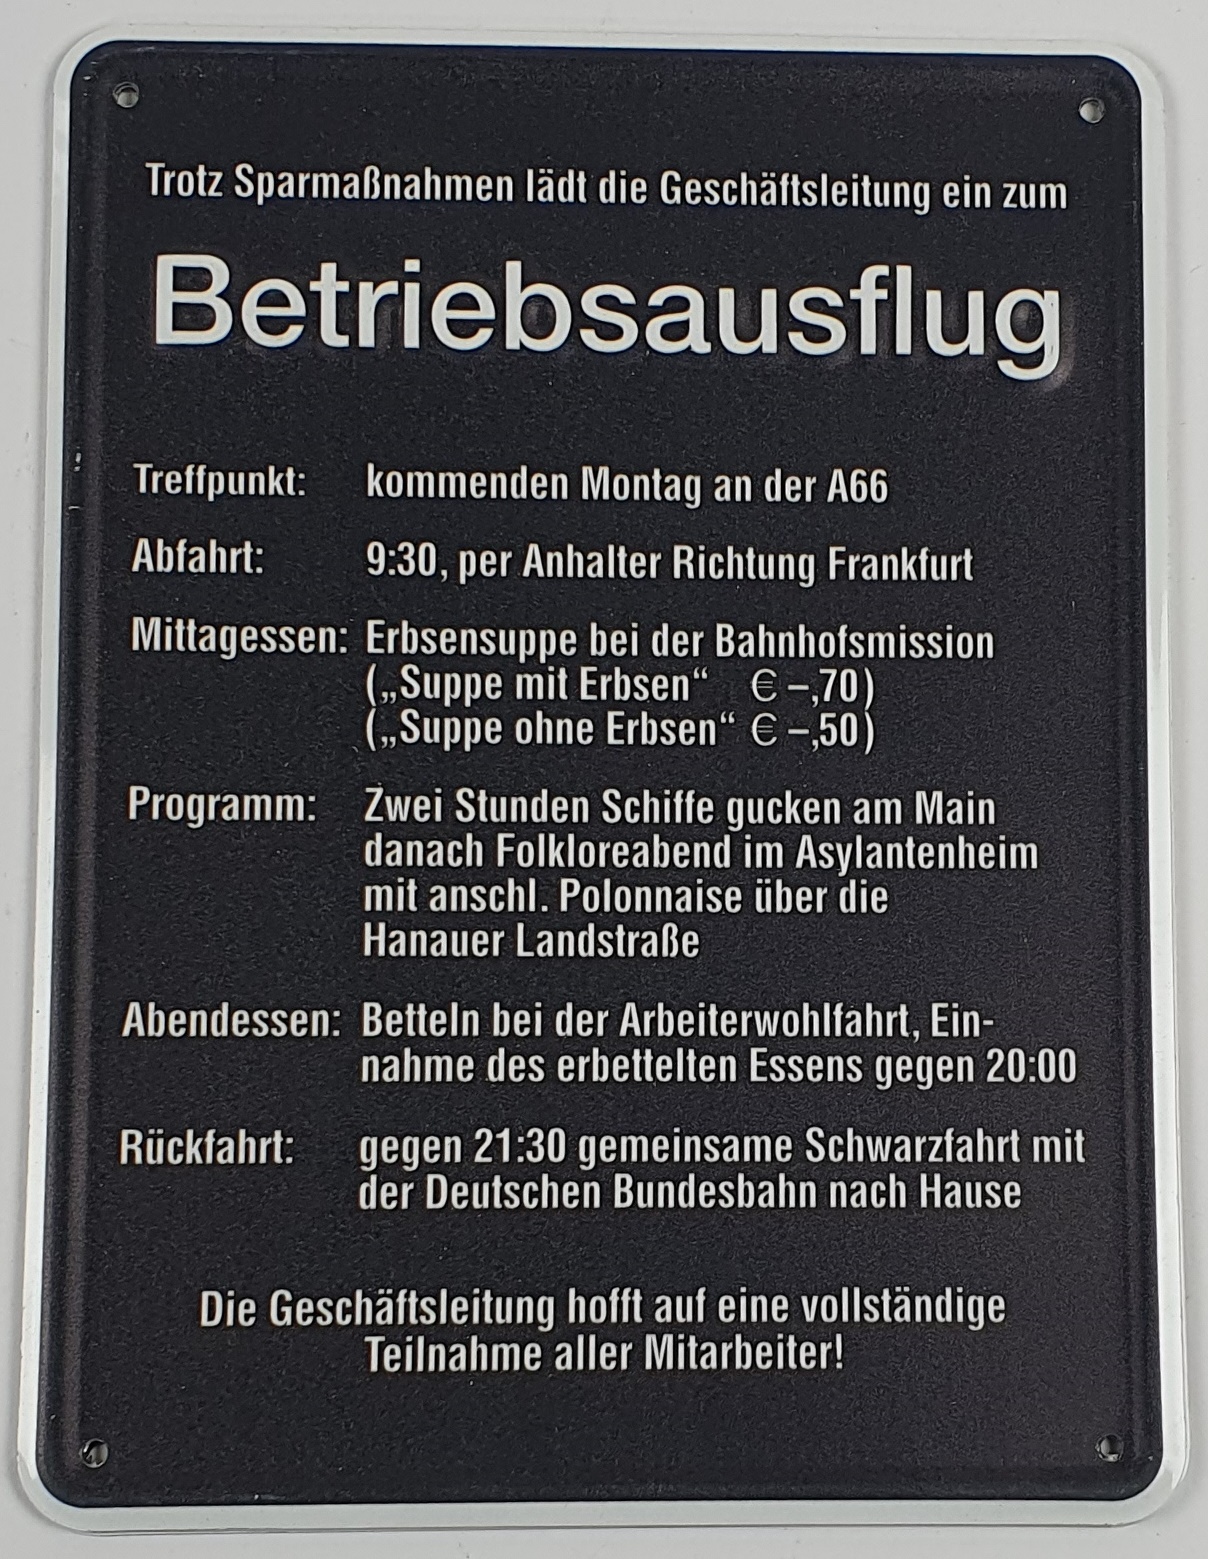 Trotz Sparmaßnahmen lädt die Geschäftsleitung ein zum
Betriebsausflug
Treffpunkt: kommenden Montag an der A66
Abfahrt: 9:30, per Anhalter Richtung Frankfurt
Mittagessen: Erbsensuppe bei der Bahnhofsmission
(„Suppe mit Erbsen“ € –,70)
(„Suppe ohne Erbsen“ € –,50)
Programm: Zwei Stunden Schiffe gucken am Main
danach Folkloreabend im Asylantenheim
mit anschl. Polonnaise über die
Hanauer Landstraße
Abendessen: Betteln bei der Arbeiterwohlfahrt, Ein-
nahme des erbettelten Essens gegen 20:00
Rückfahrt: gegen 21:30 gemeinsame Schwarzfahrt mit
der Deutschen Bundesbahn nach Hause
Die Geschäftsleitung hofft auf eine vollständige
Teilnahme aller Mitarbeiter!